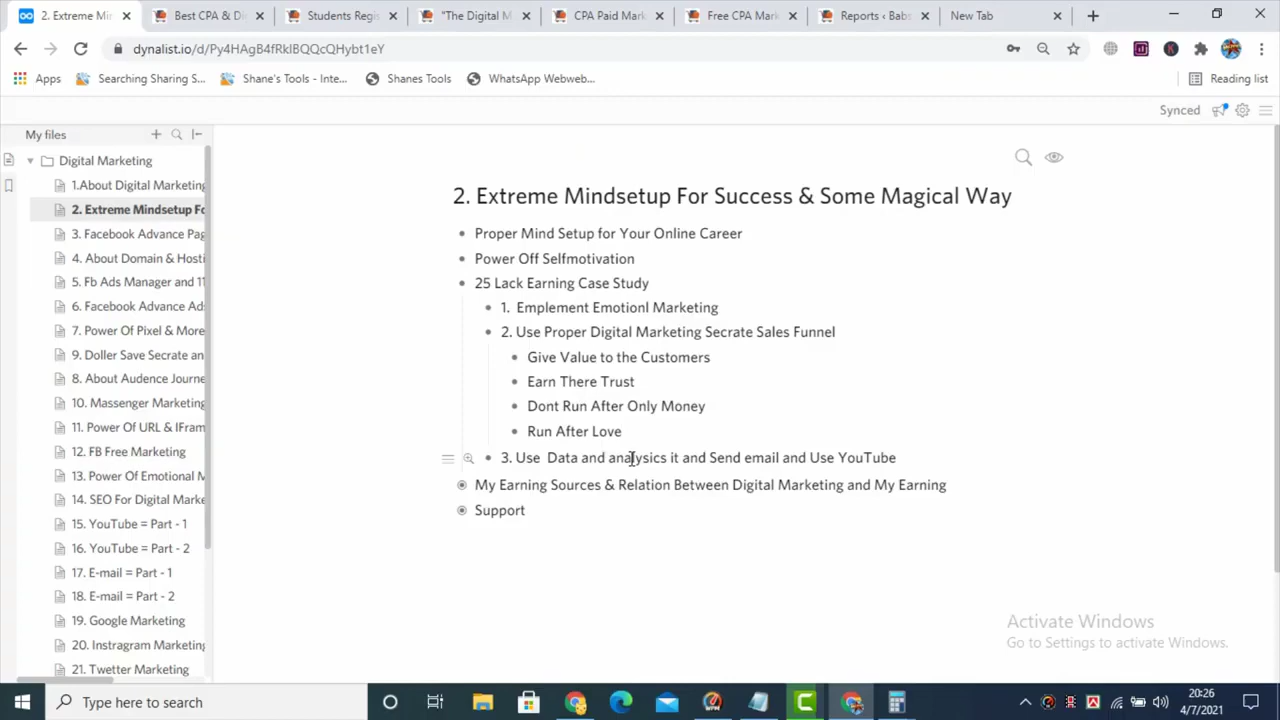 2. Extreme Mi
Best CPA & Di
Students Regis
"The Digital M
CPA Paid Mark
Free CPA Mark
Reports ‹ Babs
New Tab
dynalist.io/d/Py4HAgB4fRklBQQcQHybt1eY
Apps
Searching Sharing S...
Shane's Tools - Inte...
Shanes Tools
WhatsApp Webweb...
Reading list
Synced
My files
Digital Marketing
1.About Digital Marketing
2. Extreme Mindsetup Fo
3. Facebook Advance Pag
4. About Domain & Hosti
5. Fb Ads Manager and 11
6. Facebook Advance Ads
7. Power Of Pixel & More
9. Doller Save Secrate an
8. About Audence Journe
10. Massenger Marketing
11. Power Of URL & IFram
12. FB Free Marketing
13. Power Of Emotional M
14. SEO For Digital Marke
15. YouTube = Part - 1
16. YouTube = Part - 2
17. E-mail = Part - 1
18. E-mail = Part - 2
19. Google Marketing
20. Instragram Marketing
21. Twetter Marketing
2. Extreme Mindsetup For Success & Some Magical Way
Proper Mind Setup for Your Online Career
Power Off Selfmotivation
25 Lack Earning Case Study
1. Emplement Emotionl Marketing
2. Use Proper Digital Marketing Secrate Sales Funnel
Give Value to the Customers
Earn There Trust
Dont Run After Only Money
Run After Love
3. Use Data and analysics it and Send email and Use YouTube
My Earning Sources & Relation Between Digital Marketing and My Earning
Support
Activate Windows
Go to Settings to activate Windows.
Type here to search
20:26
4/7/2021